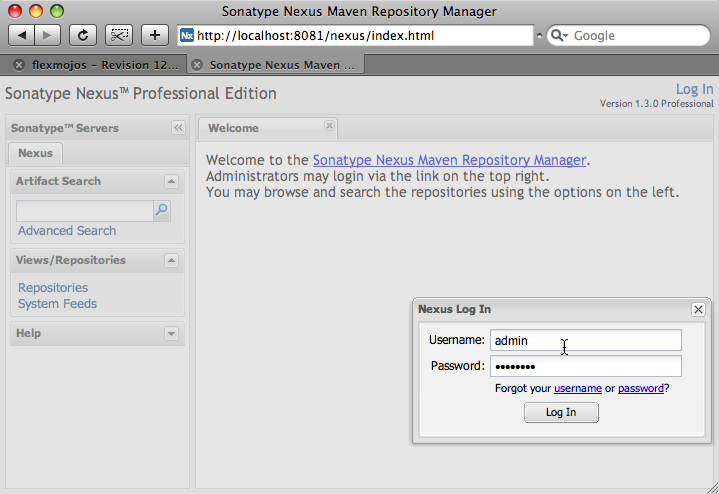 Sonatype Nexus Maven Repository Manager
Nx http://localhost:8081/nexus/index.html
Google
flexmojos – Revision 12...
Sonatype Nexus Maven ...
Sonatype Nexus™ Professional Edition
Log In
Version 1.3.0 Professional
Sonatype™ Servers
Nexus
Artifact Search
Advanced Search
Views/Repositories
Repositories
System Feeds
Help
Welcome
Welcome to the Sonatype Nexus Maven Repository Manager.
Administrators may login via the link on the top right.
You may browse and search the repositories using the options on the left.
Nexus Log In
Username: admin
Password: ••••••••
Forgot your username or password?
Log In